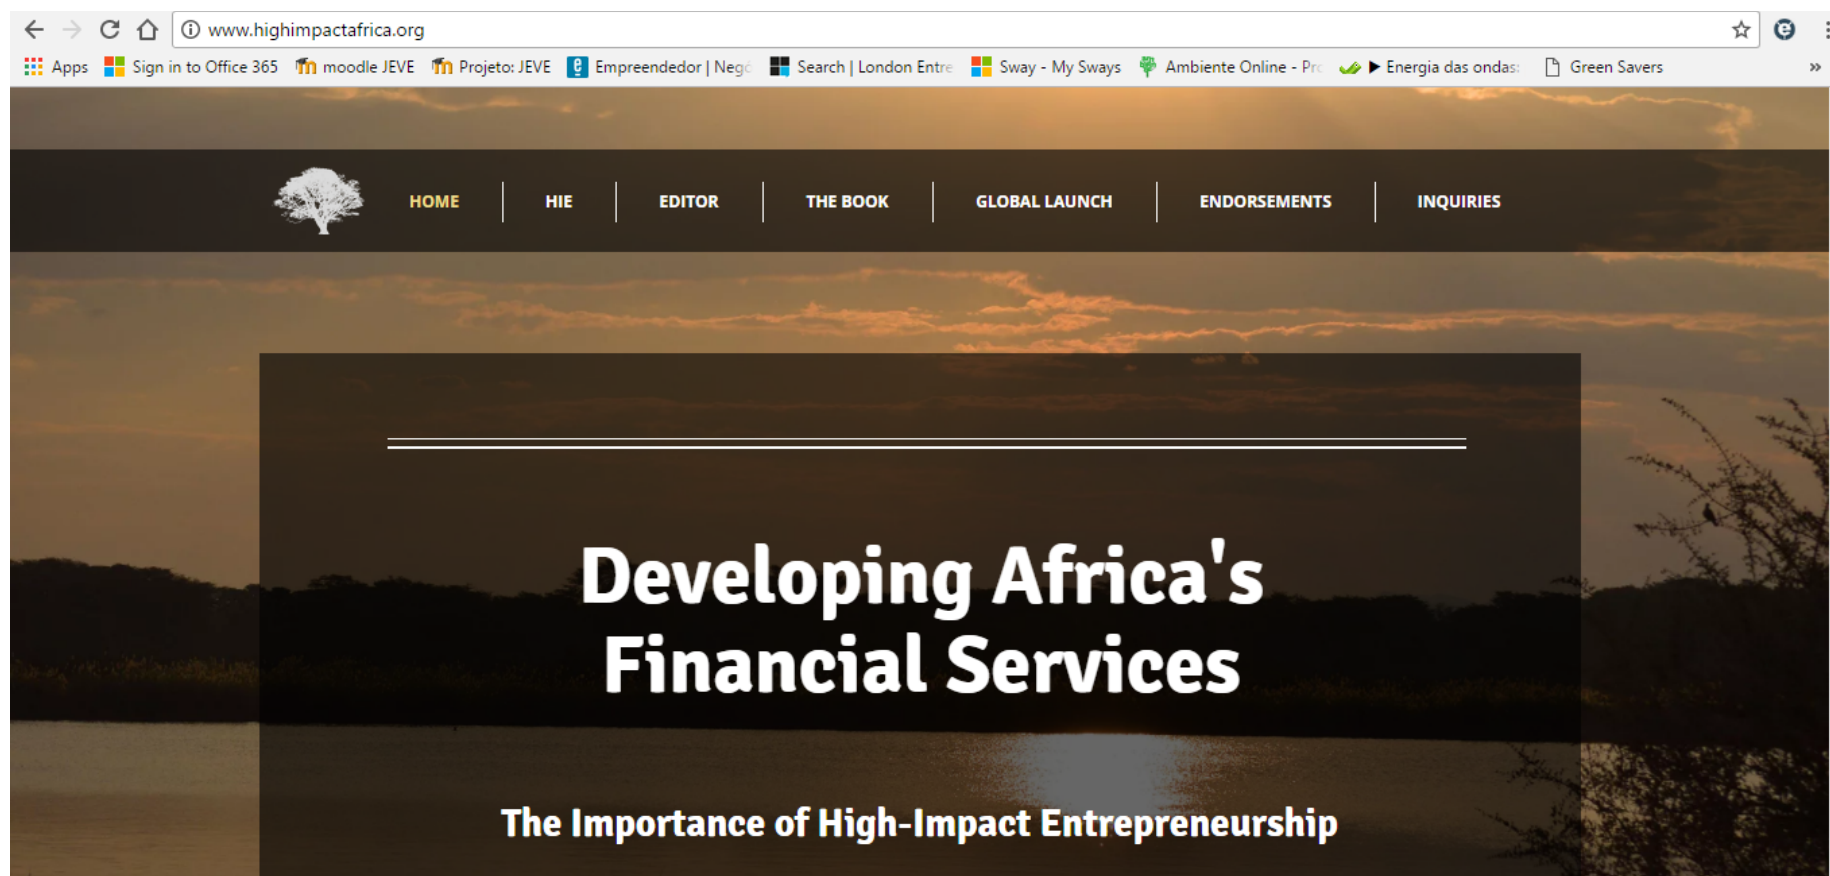 www.highimpactafrica.org
Apps Sign in to Office 365 moodle JEVE Projeto: JEVE Empreendedor | Negó Search | London Entre Sway - My Sways Ambiente Online - Pro ▶ Energia das ondas: Green Savers »
HOME HIE EDITOR THE BOOK GLOBAL LAUNCH ENDORSEMENTS INQUIRIES
Developing Africa's
Financial Services
The Importance of High-Impact Entrepreneurship